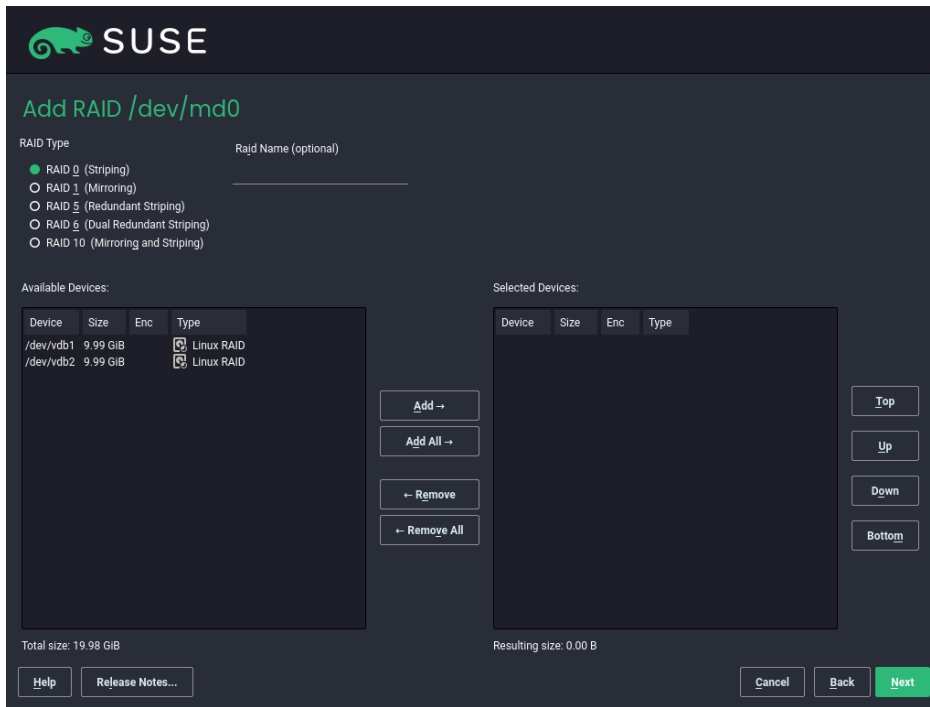 SUSE
Add RAID /dev/md0
RAID Type
Raid Name (optional)
RAID 0 (Striping)
RAID 1 (Mirroring)
RAID 5 (Redundant Striping)
RAID 6 (Dual Redundant Striping)
RAID 10 (Mirroring and Striping)
Available Devices:
Device Size Enc Type
/dev/vdb1 9.99 GiB Linux RAID
/dev/vdb2 9.99 GiB Linux RAID
Total size: 19.98 GiB
Add →
Add All →
← Remove
← Remove All
Selected Devices:
Device Size Enc Type
Resulting size: 0.00 B
Top
Up
Down
Bottom
Help
Release Notes...
Cancel
Back
Next